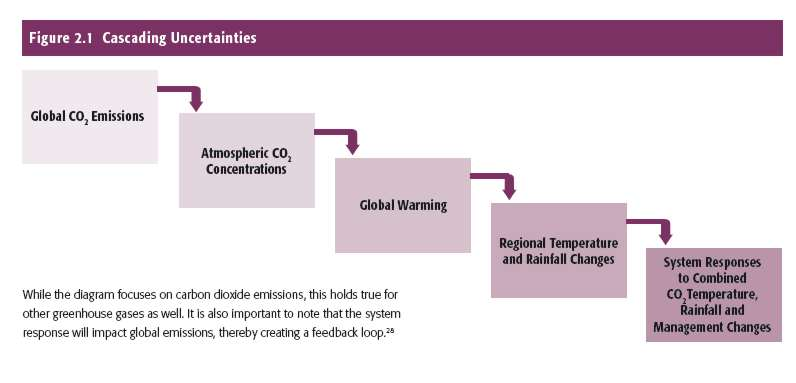 Figure 2.1 Cascading Uncertainties
Global CO₂ Emissions
Atmospheric CO₂
Concentrations
Global Warming
Regional Temperature
and Rainfall Changes
System Responses
to Combined
CO₂Temperature,
Rainfall and
Management Changes
While the diagram focuses on carbon dioxide emissions, this holds true for
other greenhouse gases as well. It is also important to note that the system
response will impact global emissions, thereby creating a feedback loop.²⁸